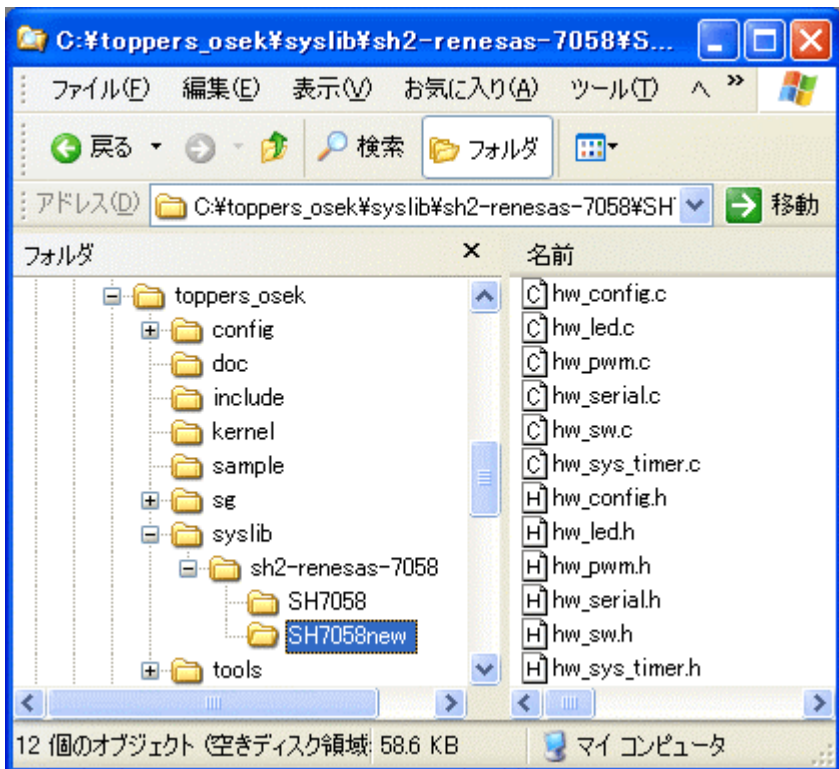 C:¥toppers_osek¥syslib¥sh2-renesas-7058¥S...
ファイル(F) 編集(E) 表示(V) お気に入り(A) ツール(T) ヘ »
戻る 検索 フォルダ
アドレス(D) C:¥toppers_osek¥syslib¥sh2-renesas-7058¥SH 移動
フォルダ × 名前
toppers_osek
config
doc
include
kernel
sample
sg
syslib
sh2-renesas-7058
SH7058
SH7058new
tools
hw_config.c
hw_led.c
hw_pwm.c
hw_serial.c
hw_sw.c
hw_sys_timer.c
hw_config.h
hw_led.h
hw_pwm.h
hw_serial.h
hw_sw.h
hw_sys_timer.h
12 個のオブジェクト (空きディスク領域: 58.6 KB マイ コンピュータ